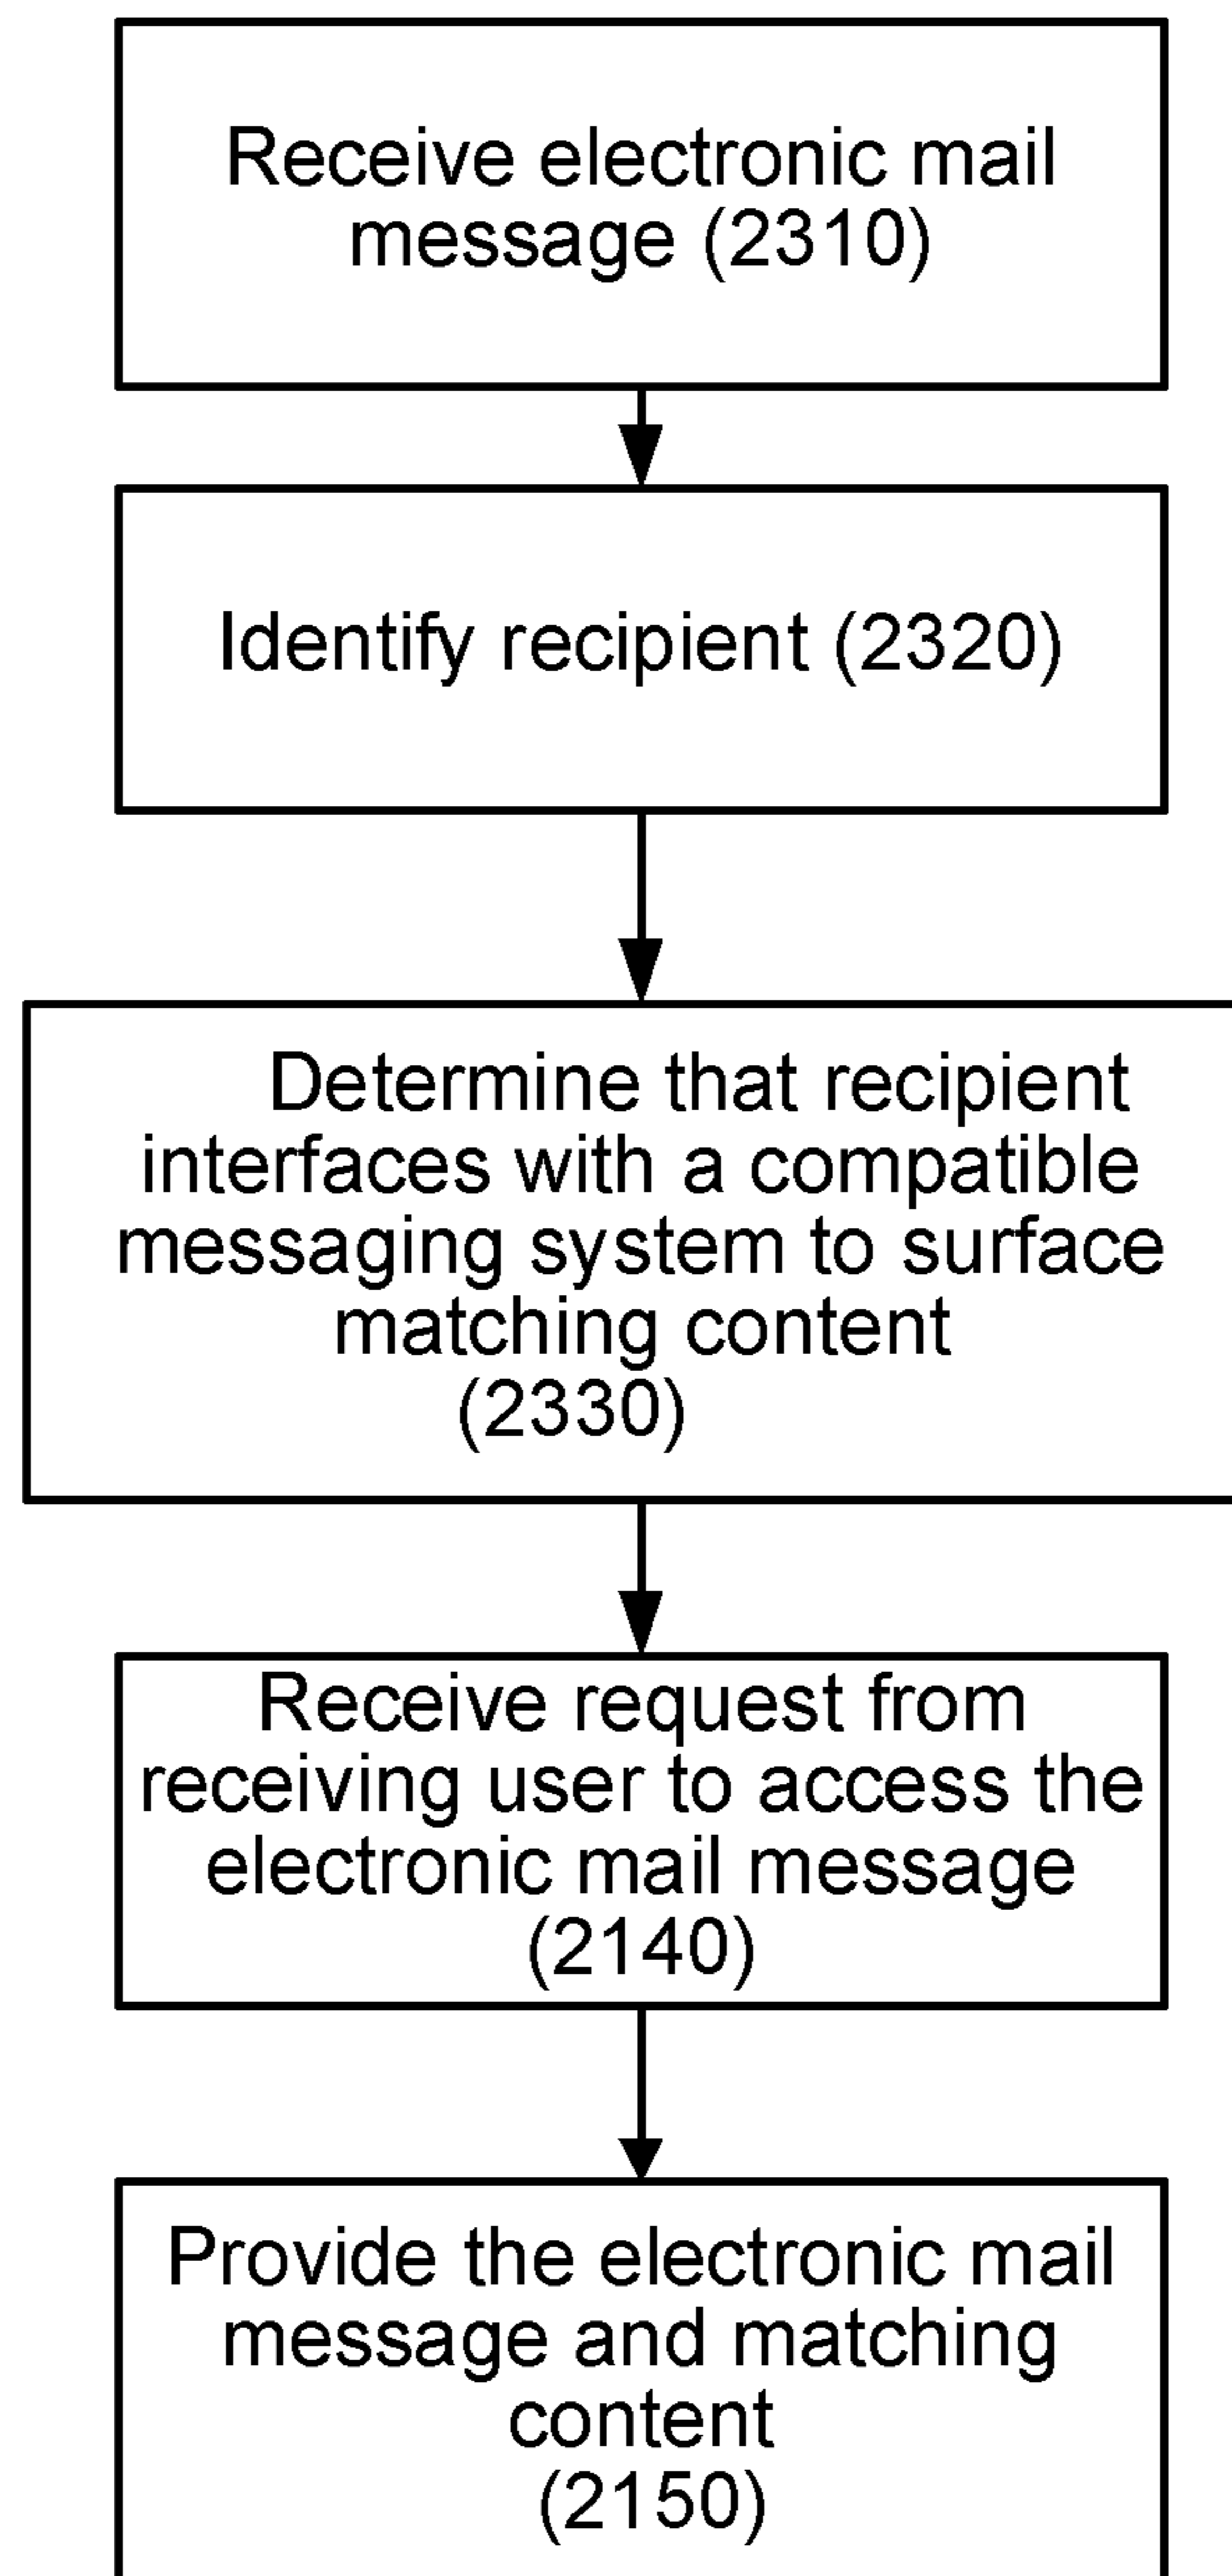 Receive electronic mail
message (2310)
Identify recipient (2320)
Determine that recipient
interfaces with a compatible
messaging system to surface
matching content
(2330)
Receive request from
receiving user to access the
electronic mail message
(2140)
Provide the electronic mail
message and matching
content
(2150)